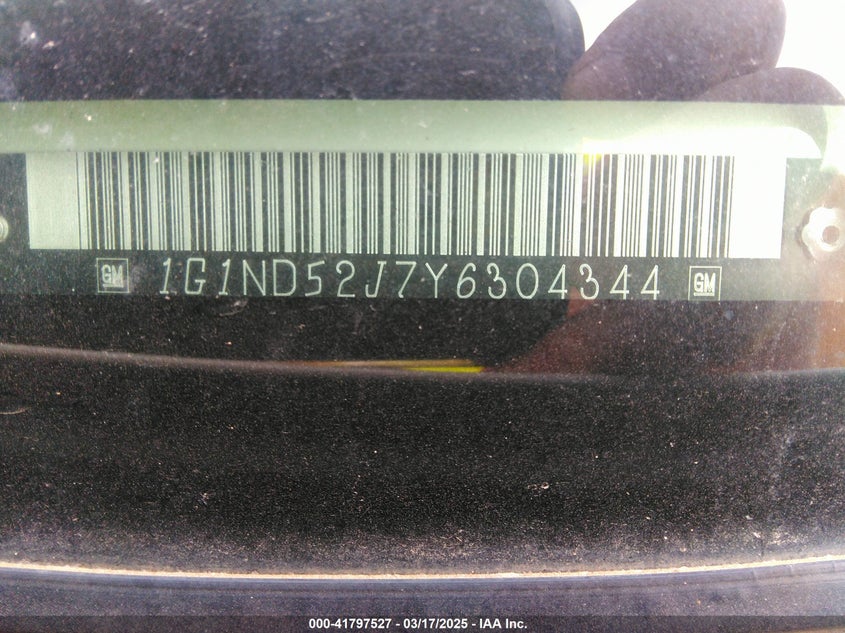 GM 1G1ND52J7Y6304344 GM
000-41797527 - 03/17/2025 - IAA Inc.